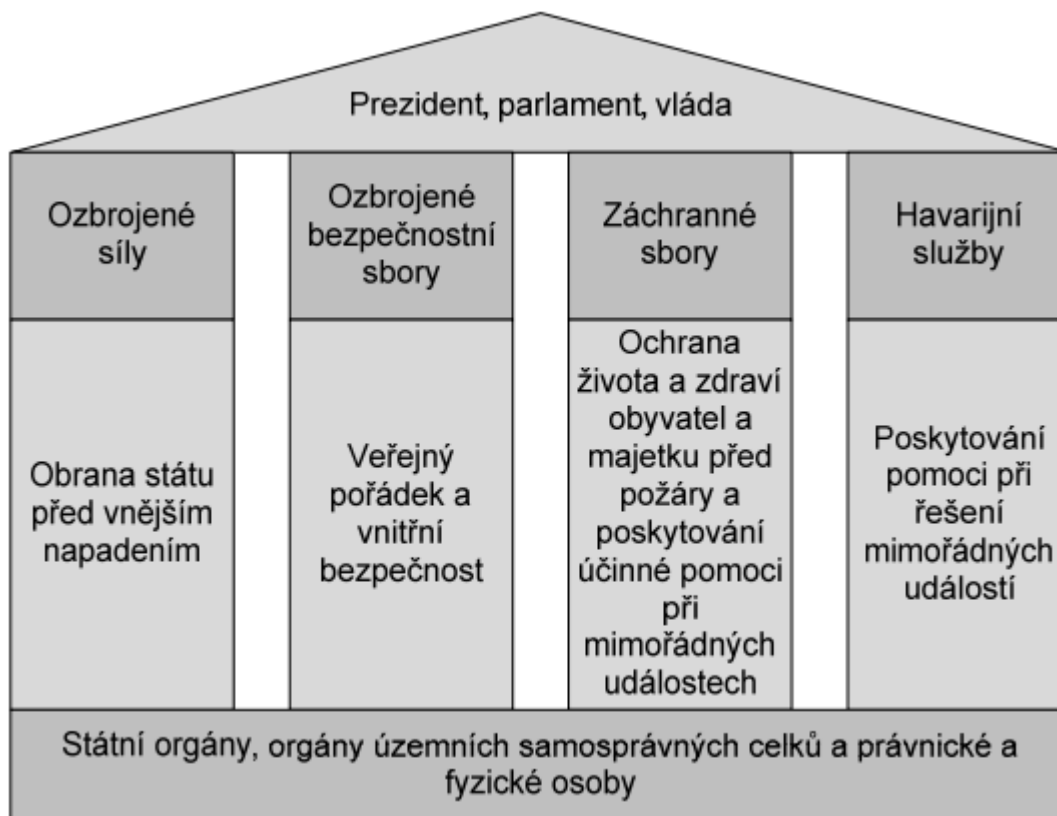 Prezident, parlament, vláda
Ozbrojené
síly
Ozbrojené
bezpečnostní
sbory
Záchranné
sbory
Havarijní
služby
Obrana státu
před vnějším
napadením
Veřejný
pořádek a
vnitřní
bezpečnost
Ochrana
života a zdraví
obyvatel a
majetku před
požáry a
poskytování
účinné pomoci
při
mimořádných
událostech
Poskytování
pomoci při
řešení
mimořádných
událostí
Státní orgány, orgány územních samosprávných celků a právnické a
fyzické osoby